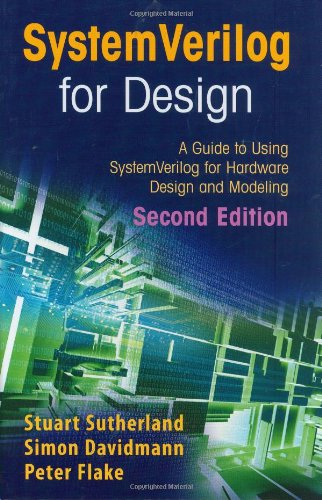 SystemVerilog
for Design
A Guide to Using
SystemVerilog for Hardware
Design and Modeling
Second Edition
Stuart Sutherland
Simon Davidmann
Peter Flake